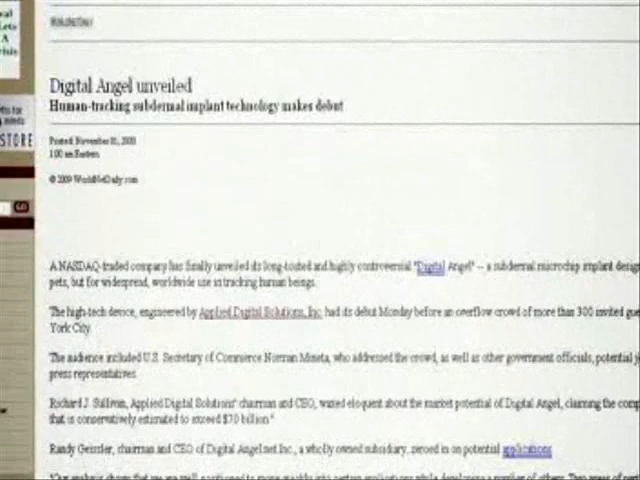 Digital Angel unveiled
Human-tracking subdermal implant technology makes debut
Posted: November 01, 2000
1:00 am Eastern
© 2009 WorldNetDaily.com
STORE
GO
A NASDAQ-traded company has finally unveiled its long-touted and highly controversial "Digital Angel" – a subdermal microchip implant
pets, but for widespread, worldwide use in tracking human beings.
The high-tech device, engineered by Applied Digital Solutions, Inc. had its debut Monday before an overflow crowd of more than 300 invited
York City.
The audience included U.S. Secretary of Commerce Norman Mineta, who addressed the crowd, as well as other government officials, potential
press representatives.
Richard J. Sullivan, Applied Digital Solutions' chairman and CEO, waxed eloquent about the market potential of Digital Angel, claiming the
that is conservatively estimated to exceed $70 billion."
Randy Geissler, chairman and CEO of Digital Angel.net Inc., a wholly owned subsidiary, zeroed in on potential applications